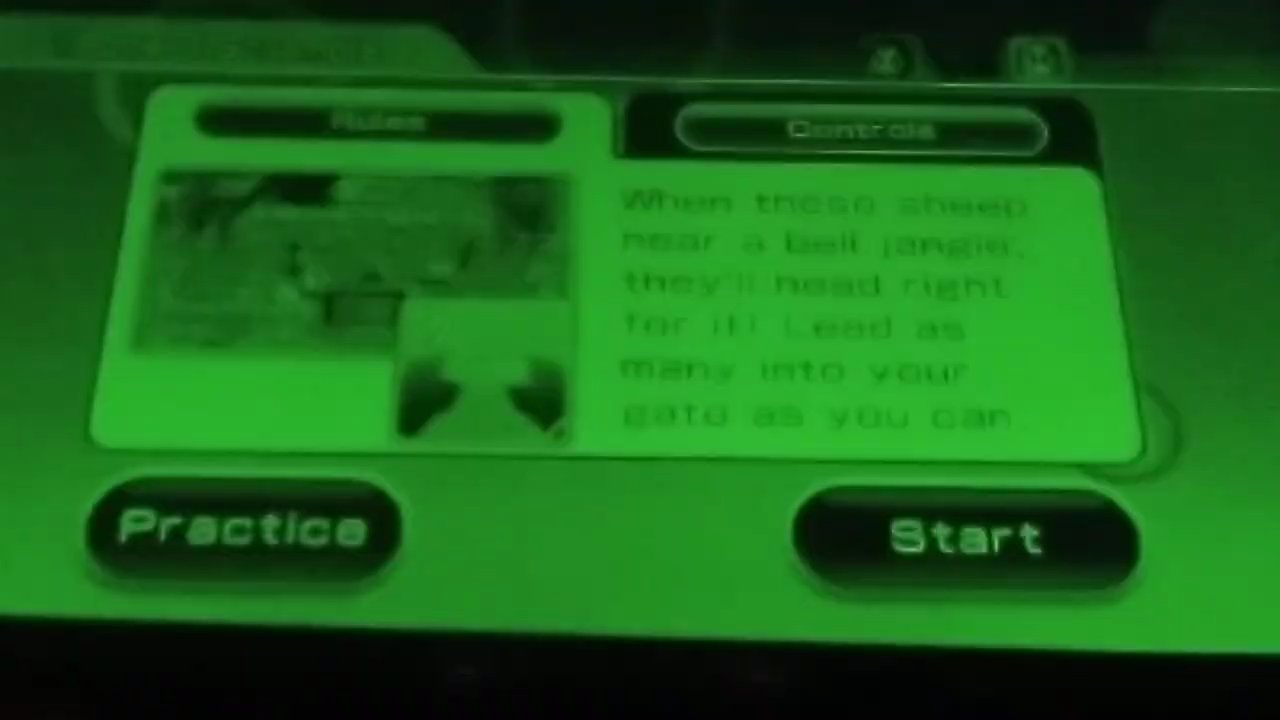 Rules
Controls
When those sheep
hear a bell jangle,
they'll head right
for it! Lead as
many into your
gate as you can
Practice
Start